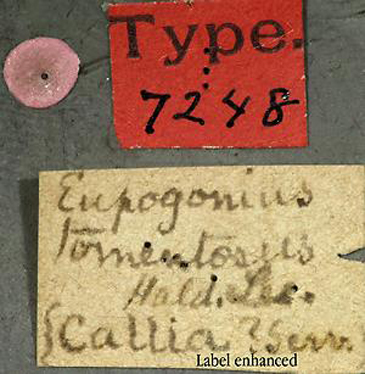 Type.
7248
Eupogonius
tomentosus
Hald. Lec.
{Callia ? Serv.
Label enhanced